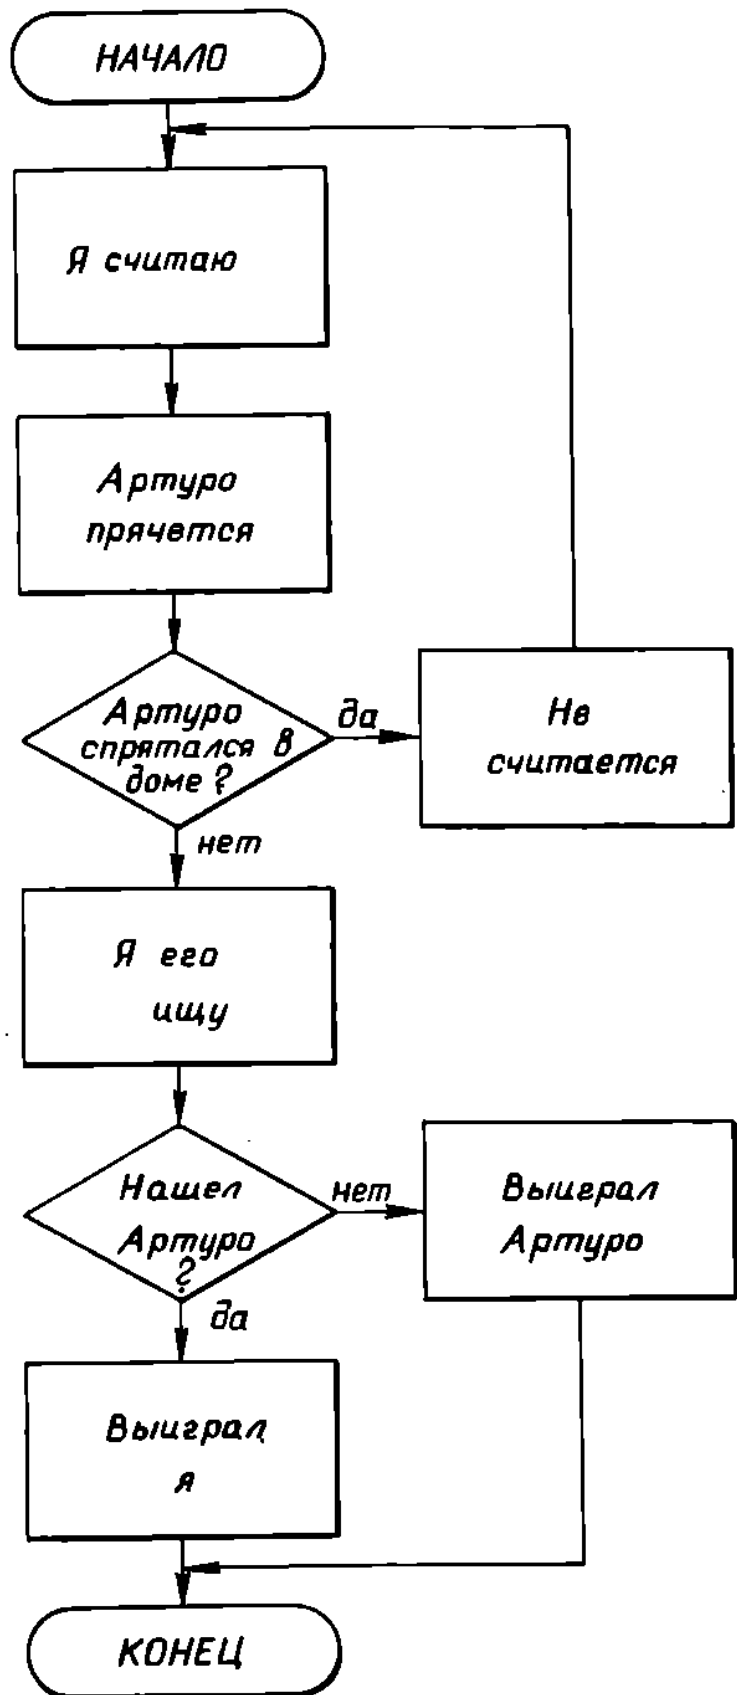 НАЧАЛО
Я считаю
Артуро
прячется
Артуро
спрятался в
доме?
да
Не
считается
нет
Я его
ищу
Нашел
Артуро
?
нет
Выиграл
Артуро
да
Выиграл
я
КОНЕЦ